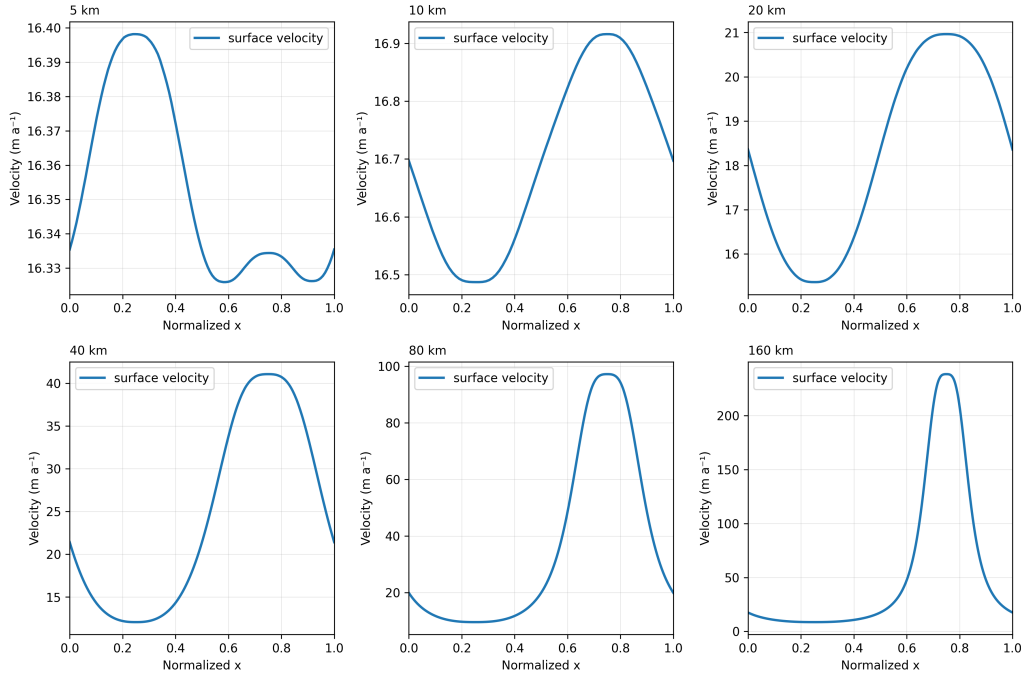 5 km
surface velocity
Velocity (m a⁻¹)
16.40
16.39
16.38
16.37
16.36
16.35
16.34
16.33
0.0 0.2 0.4 0.6 0.8 1.0
Normalized x
10 km
surface velocity
Velocity (m a⁻¹)
16.9
16.8
16.7
16.6
16.5
0.0 0.2 0.4 0.6 0.8 1.0
Normalized x
20 km
surface velocity
Velocity (m a⁻¹)
21
20
19
18
17
16
0.0 0.2 0.4 0.6 0.8 1.0
Normalized x
40 km
surface velocity
Velocity (m a⁻¹)
40
35
30
25
20
15
0.0 0.2 0.4 0.6 0.8 1.0
Normalized x
80 km
surface velocity
Velocity (m a⁻¹)
100
80
60
40
20
0.0 0.2 0.4 0.6 0.8 1.0
Normalized x
160 km
surface velocity
Velocity (m a⁻¹)
200
150
100
50
0
0.0 0.2 0.4 0.6 0.8 1.0
Normalized x